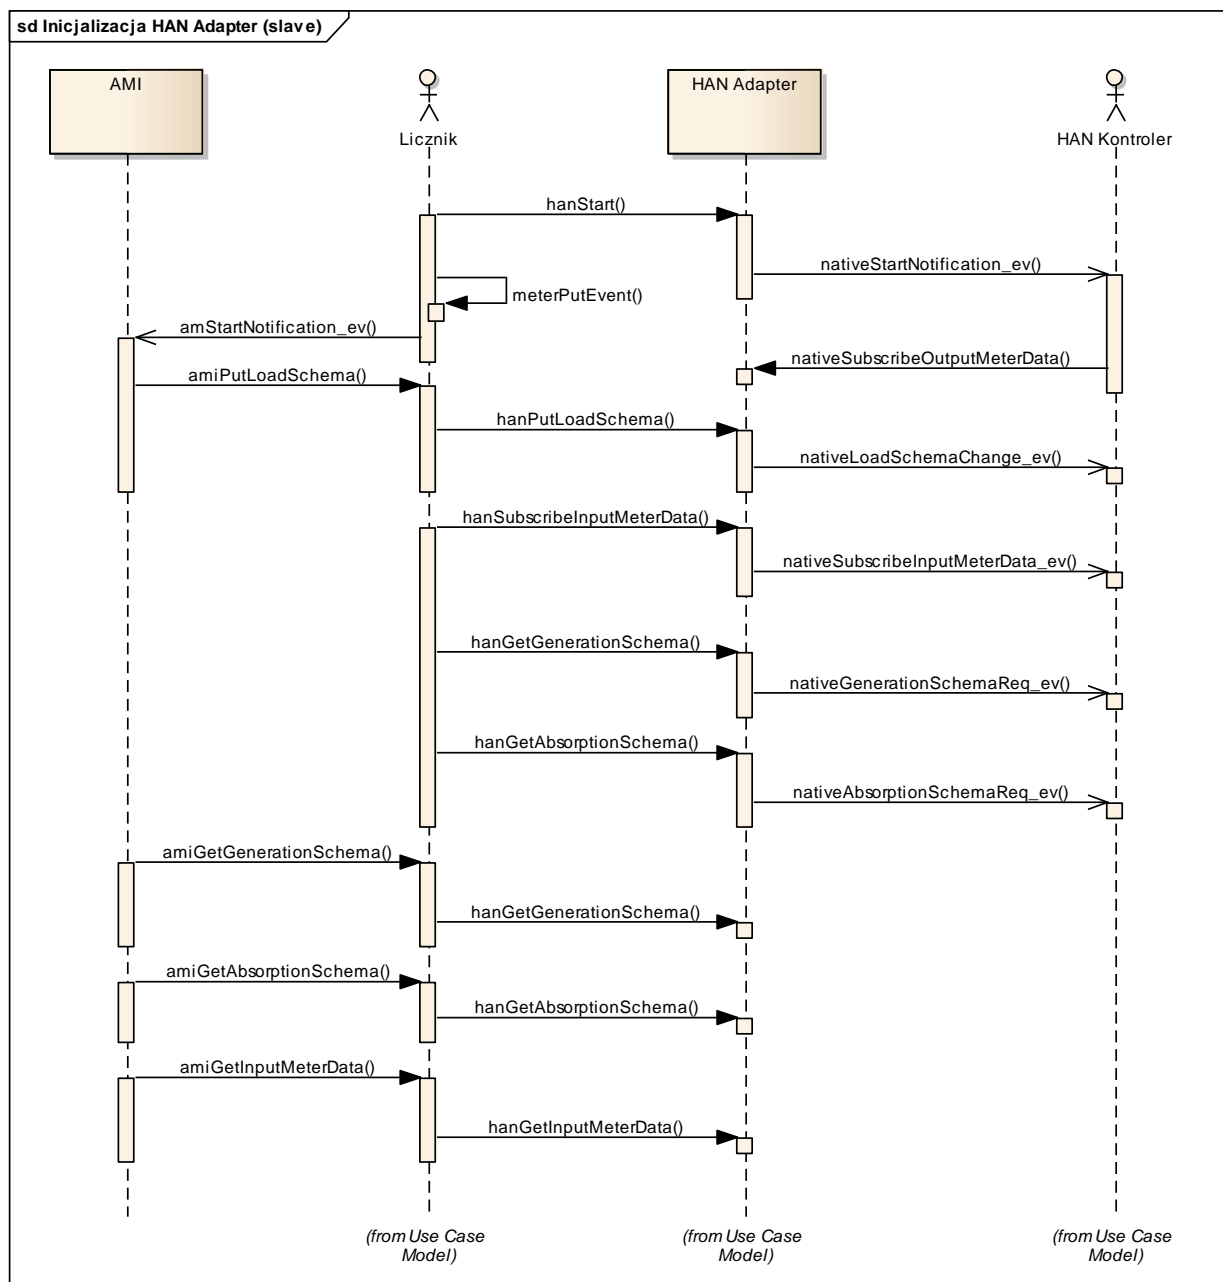 sd Inicjalizacja HAN Adapter (slave)
AMI
Licznik
HAN Adapter
HAN Kontroler
hanStart()
nativeStartNotification_ev()
meterPutEvent()
amStartNotification_ev()
nativeSubscribeOutputMeterData()
amiPutLoadSchema()
hanPutLoadSchema()
nativeLoadSchemaChange_ev()
hanSubscribeInputMeterData()
nativeSubscribeInputMeterData_ev()
hanGetGenerationSchema()
nativeGenerationSchemaReq_ev()
hanGetAbsorptionSchema()
nativeAbsorptionSchemaReq_ev()
amiGetGenerationSchema()
hanGetGenerationSchema()
amiGetAbsorptionSchema()
hanGetAbsorptionSchema()
amiGetInputMeterData()
hanGetInputMeterData()
(from Use Case
Model)
(from Use Case
Model)
(from Use Case
Model)